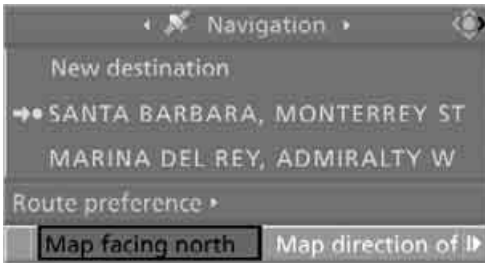 Navigation
New destination
SANTA BARBARA, MONTERREY ST
MARINA DEL REY, ADMIRALTY W
Route preference
Map facing north Map direction of